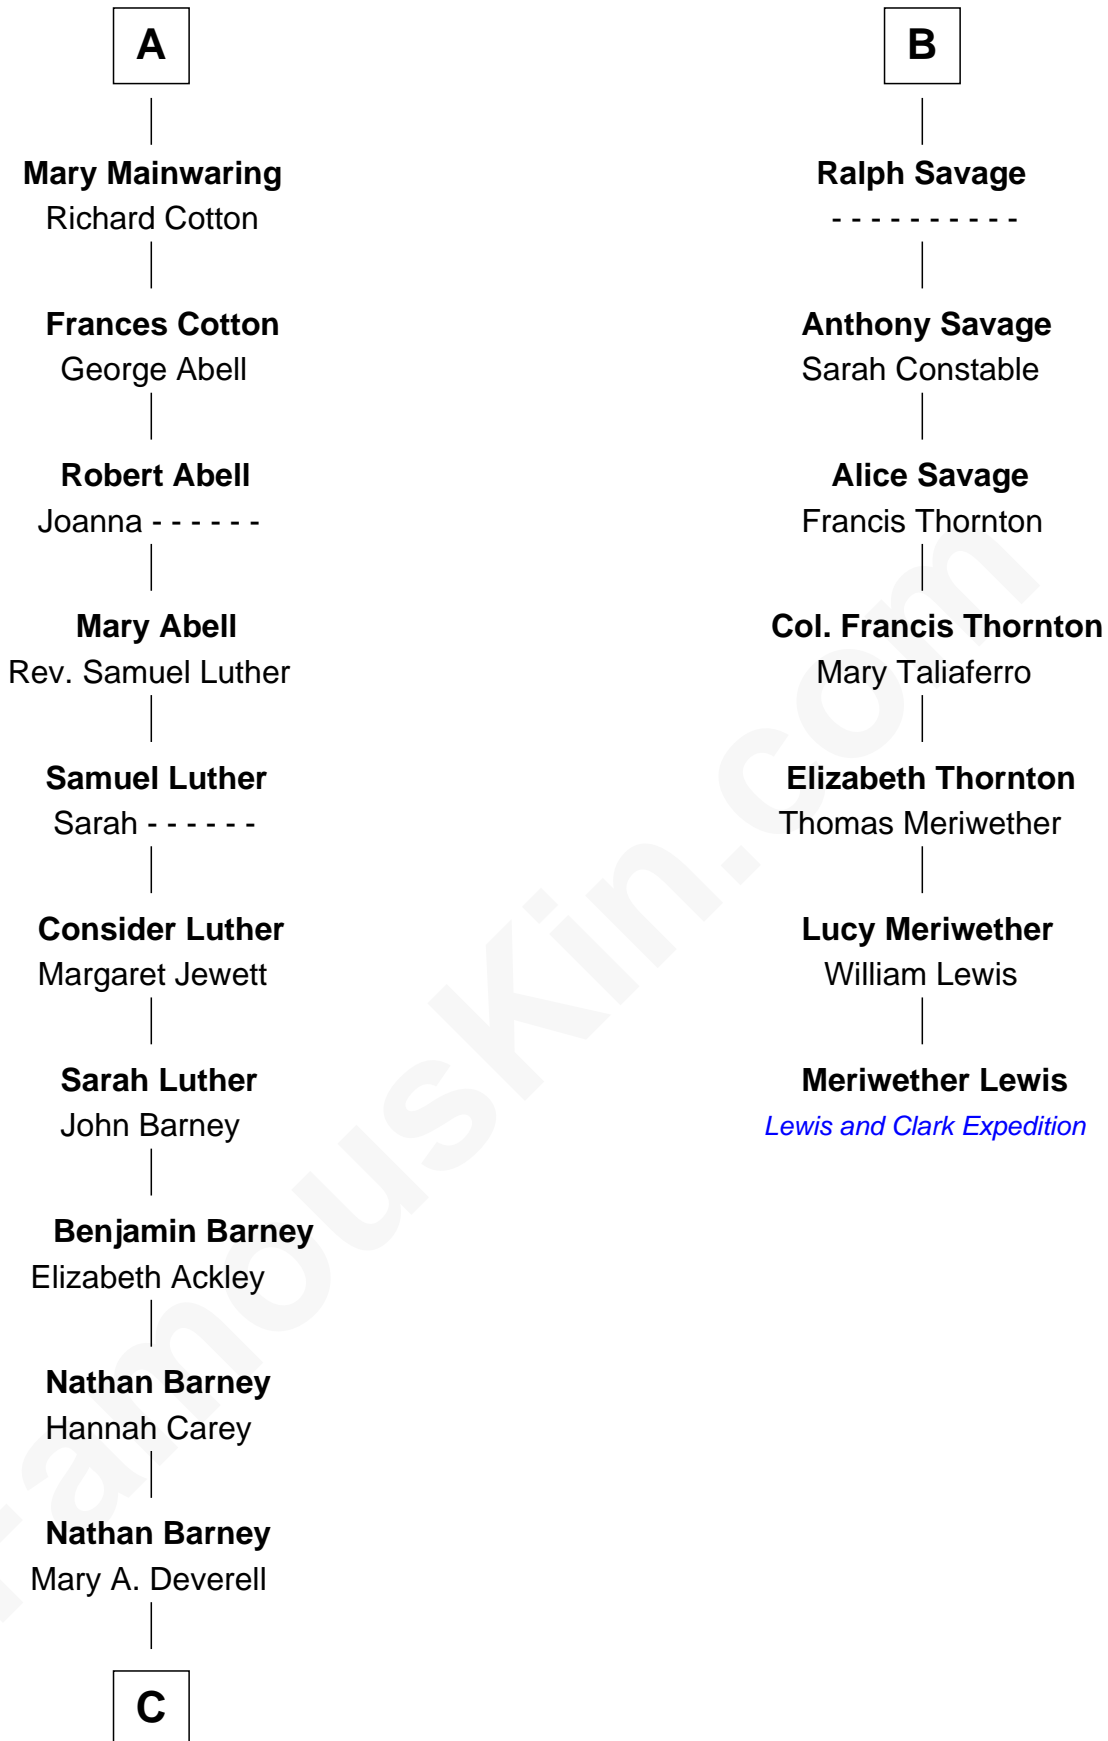 A
Mary Mainwaring
Richard Cotton
Frances Cotton
George Abell
Robert Abell
Joanna - - - - - -
Mary Abell
Rev. Samuel Luther
Samuel Luther
Sarah - - - - - -
Consider Luther
Margaret Jewett
Sarah Luther
John Barney
Benjamin Barney
Elizabeth Ackley
Nathan Barney
Hannah Carey
Nathan Barney
Mary A. Deverell
C
B
Ralph Savage
- - - - - - - - - -
Anthony Savage
Sarah Constable
Alice Savage
Francis Thornton
Col. Francis Thornton
Mary Taliaferro
Elizabeth Thornton
Thomas Meriwether
Lucy Meriwether
William Lewis
Meriwether Lewis
Lewis and Clark Expedition
FamousKin.com